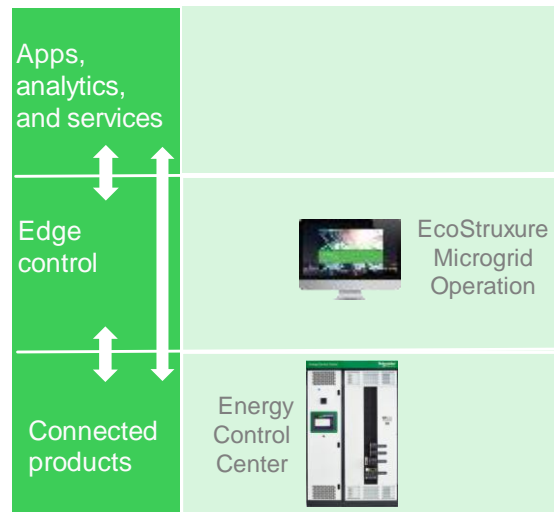 Apps,
analytics,
and services
Edge
control
EcoStruxure
Microgrid
Operation
Connected
products
Energy
Control
Center